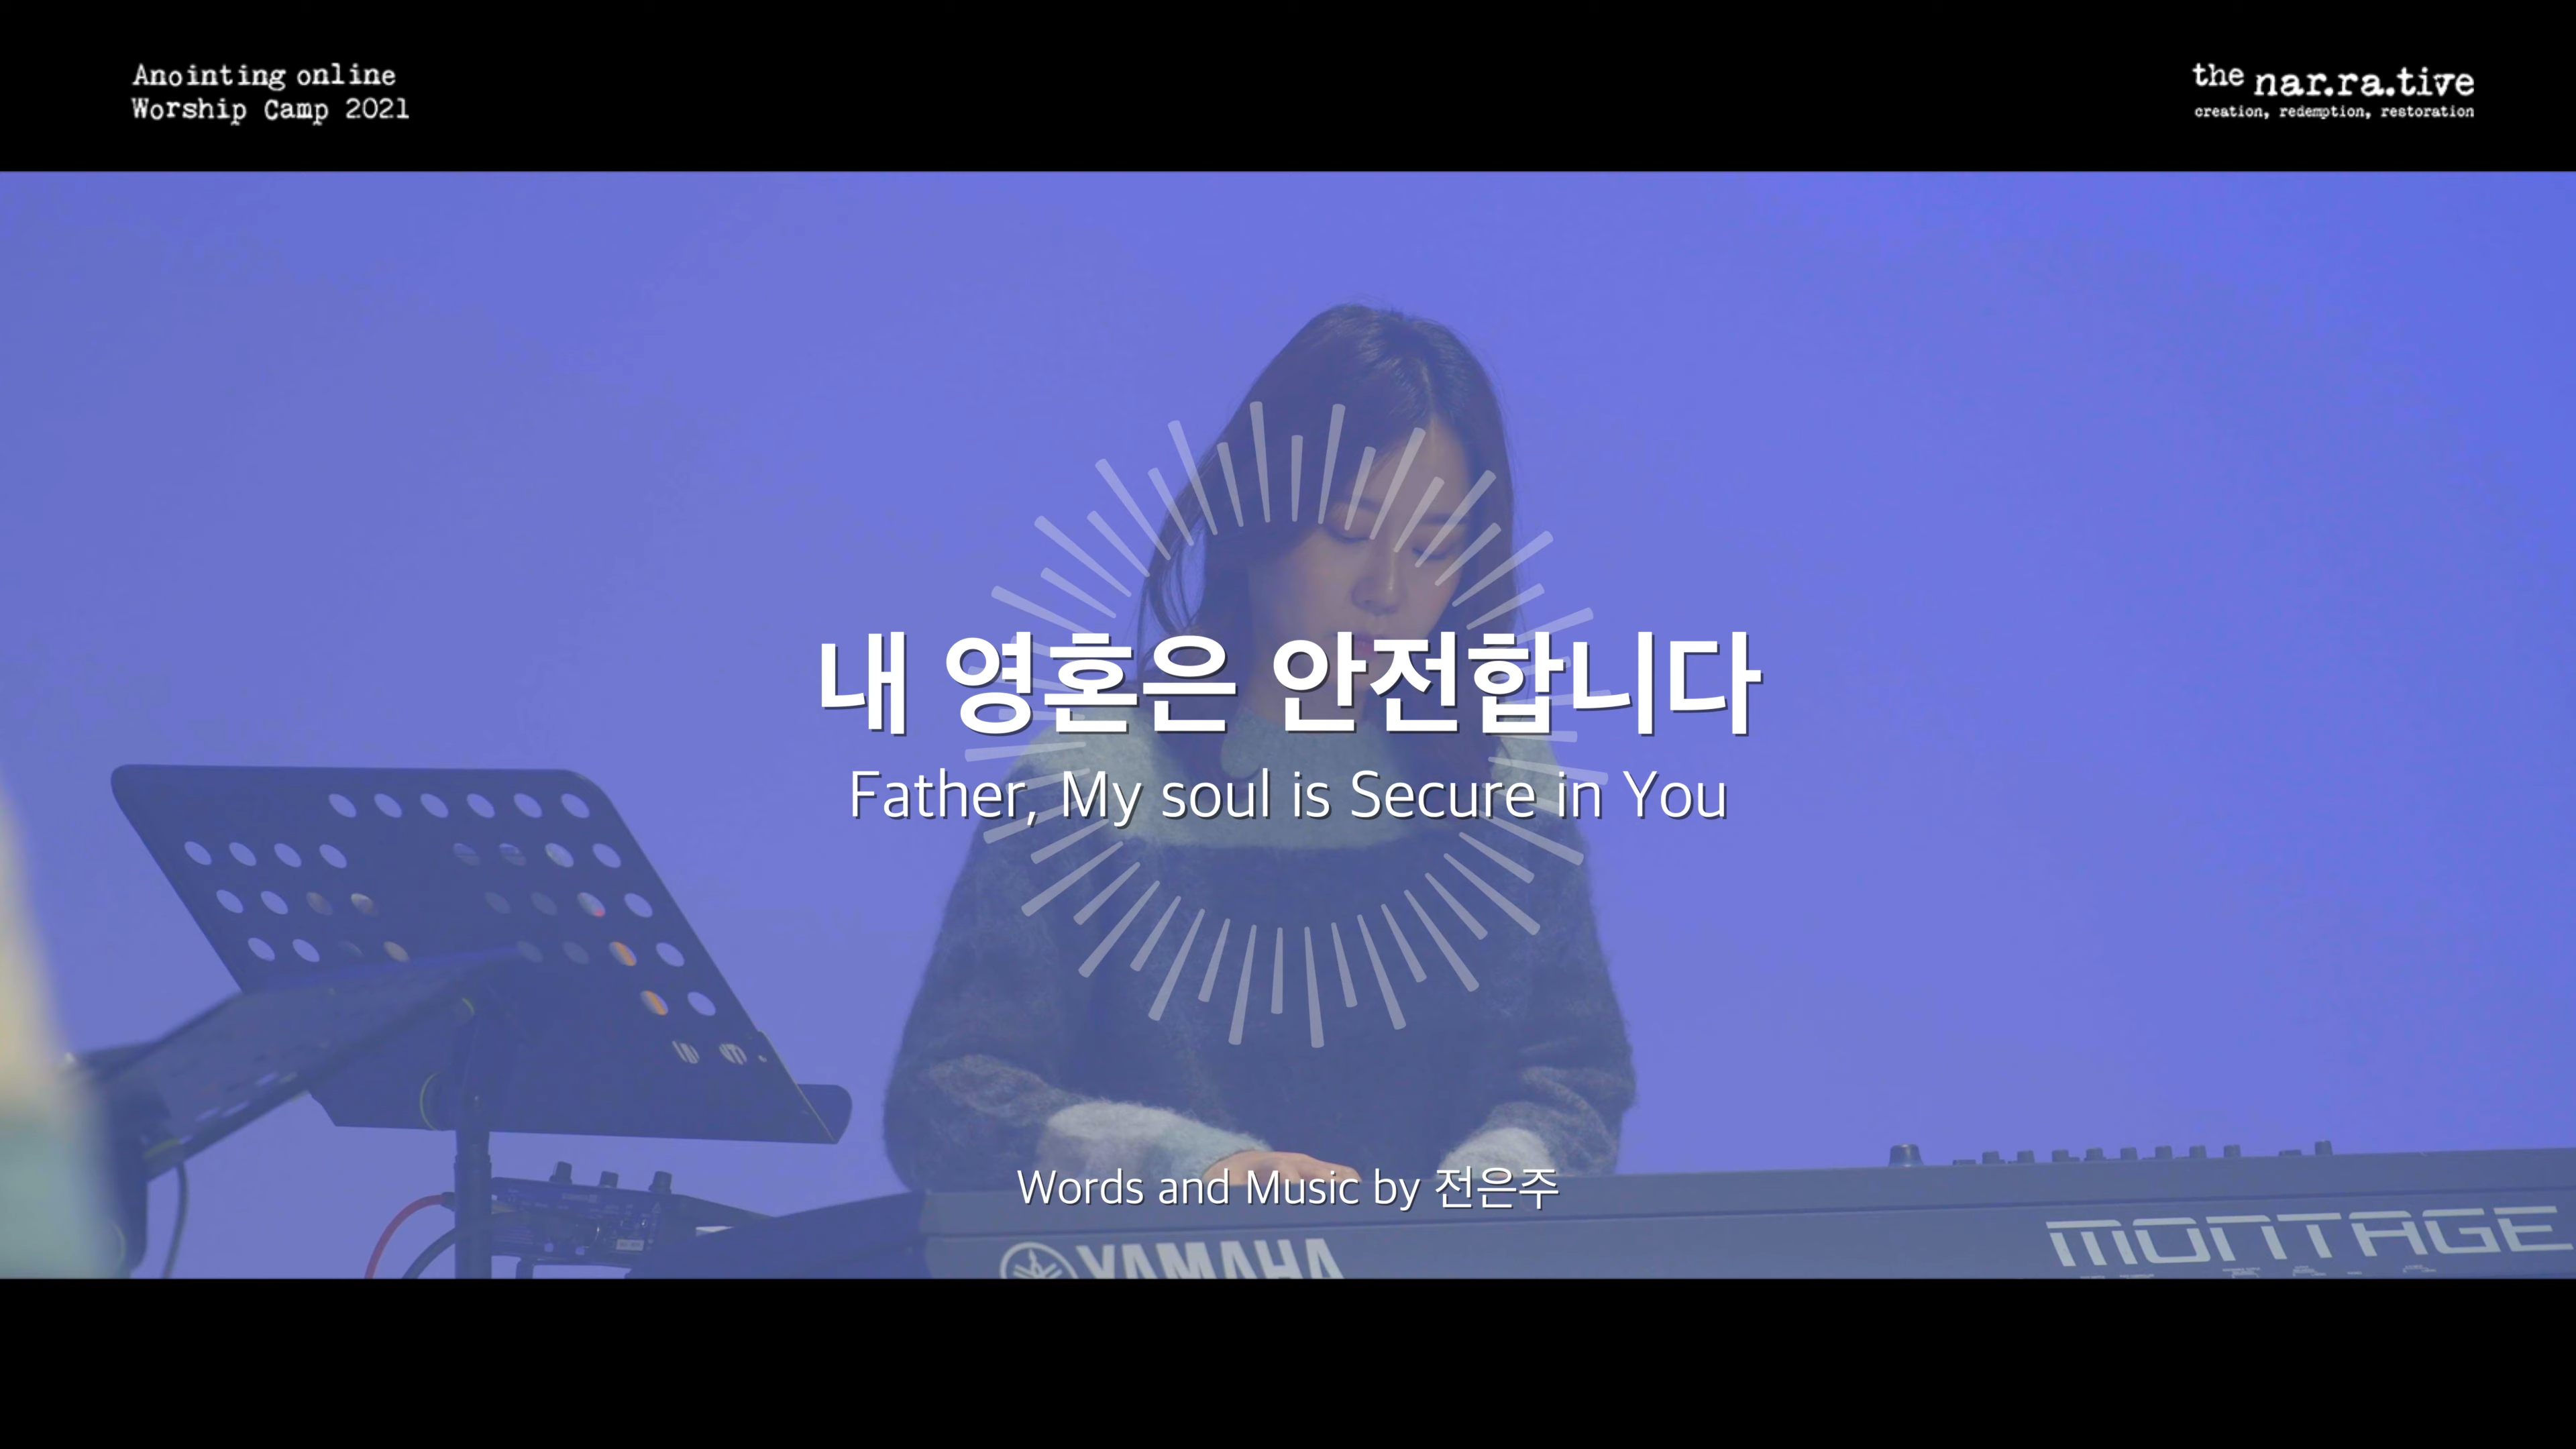 Anointing online
Worship Camp 2021
the nar.ra.tive
creation, redemption, restoration
내 영혼은 안전합니다
Father, My soul is Secure in You
Words and Music by 전은주
YAMAHA
MONTAGE